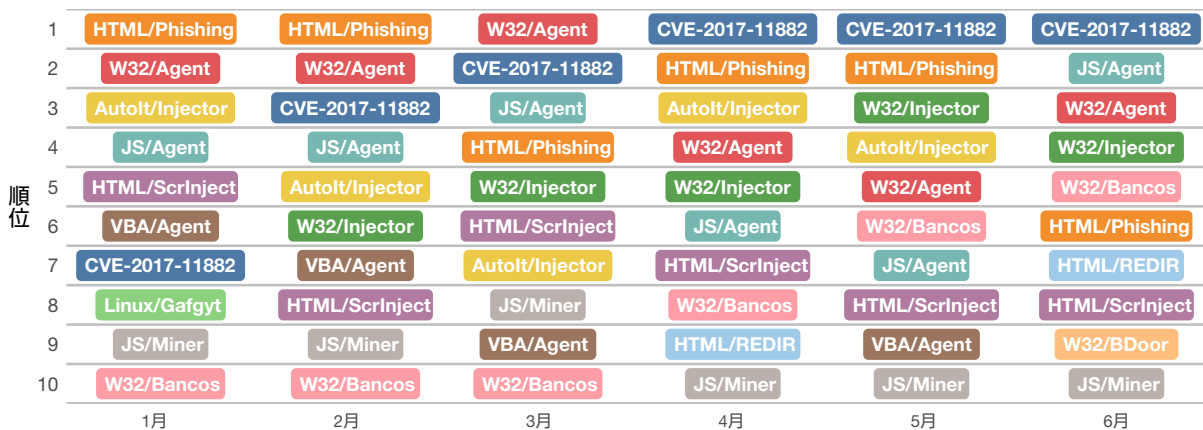 順位
1 HTML/Phishing HTML/Phishing W32/Agent CVE-2017-11882 CVE-2017-11882 CVE-2017-11882
2 W32/Agent W32/Agent CVE-2017-11882 HTML/Phishing HTML/Phishing JS/Agent
3 AutoIt/Injector CVE-2017-11882 JS/Agent AutoIt/Injector W32/Injector W32/Agent
4 JS/Agent JS/Agent HTML/Phishing W32/Agent AutoIt/Injector W32/Injector
5 HTML/ScrInject AutoIt/Injector W32/Injector W32/Injector W32/Agent W32/Bancos
6 VBA/Agent W32/Injector HTML/ScrInject JS/Agent W32/Bancos HTML/Phishing
7 CVE-2017-11882 VBA/Agent AutoIt/Injector HTML/ScrInject JS/Agent HTML/REDIR
8 Linux/Gafgyt HTML/ScrInject JS/Miner W32/Bancos HTML/ScrInject HTML/ScrInject
9 JS/Miner JS/Miner VBA/Agent HTML/REDIR VBA/Agent W32/BDoor
10 W32/Bancos W32/Bancos W32/Bancos JS/Miner JS/Miner JS/Miner
1月 2月 3月 4月 5月 6月